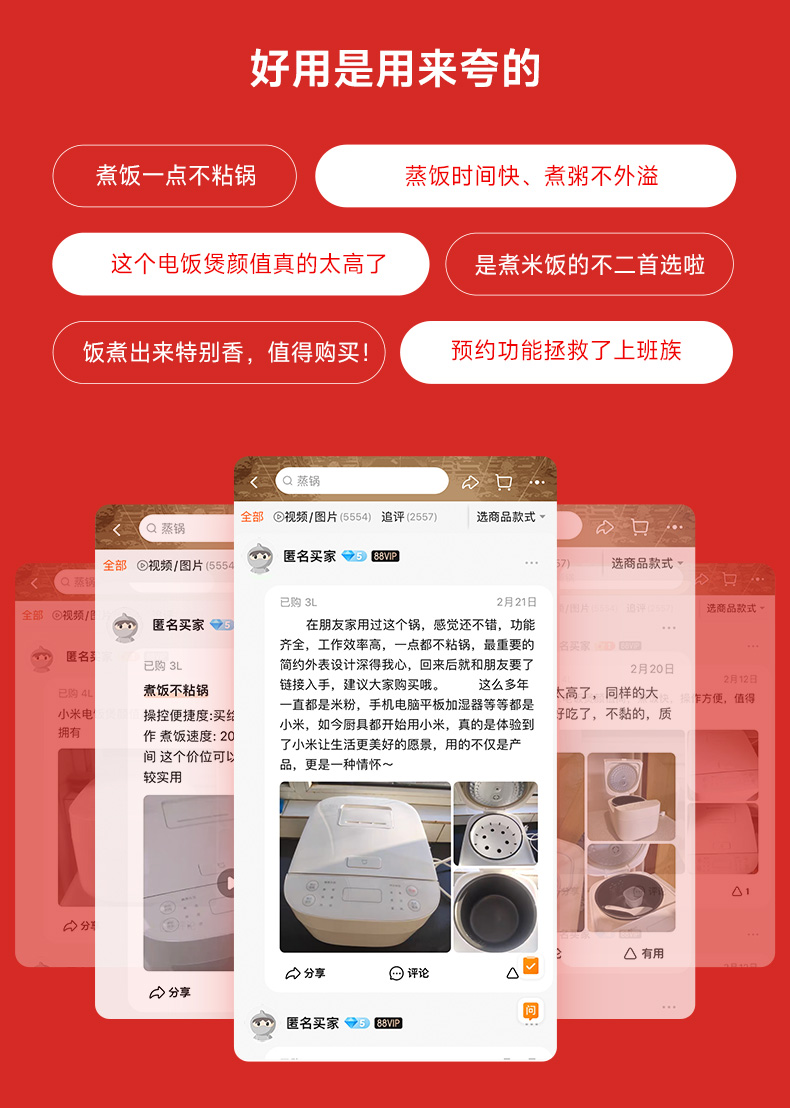 好用是用来夸的
煮饭一点不粘锅
蒸饭时间快、煮粥不外溢
这个电饭煲颜值真的太高了
是煮米饭的不二首选啦
饭煮出来特别香，值得购买！
预约功能拯救了上班族
蒸锅
全部 视频/图片(5554) 追评(2557) 选商品款式
匿名买家 5 88VIP
已购 3L 2月21日
在朋友家用过这个锅，感觉还不错，功能
齐全，工作效率高，一点都不粘锅，最重要的
简约外表设计深得我心，回来后就和朋友要了
链接入手，建议大家购买哦。 这么多年
一直都是米粉，手机电脑平板加湿器等等都是
小米，如今厨具都开始用小米，真的是体验到
了小米让生活更美好的愿景，用的不仅是产
品，更是一种情怀～
分享 评论
问
匿名买家 5 88VIP
蒸锅
全部 视频/图片(5554
匿名买家 5
已购 3L
煮饭不粘锅
操控便捷度:买给
作 煮饭速度: 20
间 这个价位可以
较实用
分享
蒸锅
全部 视频/图
匿名买
已购 4L
小米电饭
拥有
分享
57) 选商品款式
2月20日
太高了，同样的大
好吃了，不黏的，质
有用
选商品款式
2月12日
操作方便，值得
1